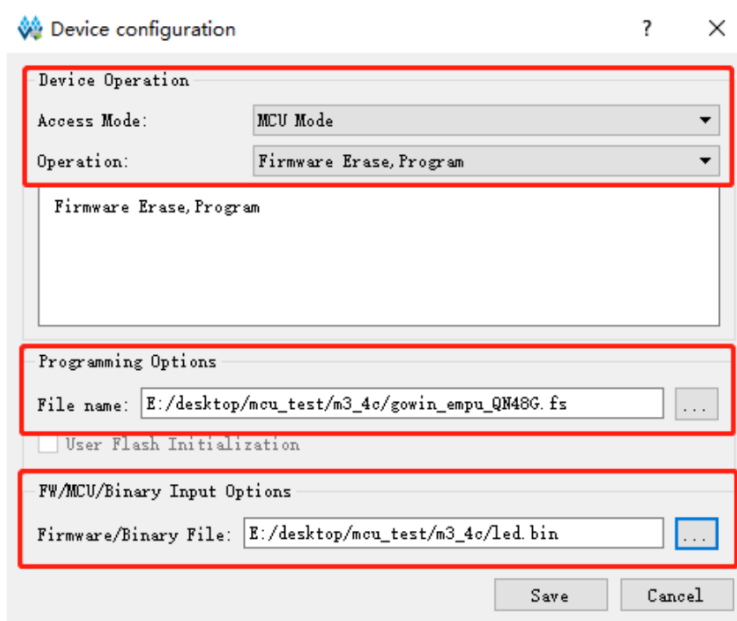 Device configuration
?
Device Operation
Access Mode: MCU Mode
Operation: Firmware Erase,Program
Firmware Erase,Program
Programming Options
File name: E:/desktop/mcu_test/m3_4c/gowin_empu_QN48G.fs ...
User Flash Initialization
FW/MCU/Binary Input Options
Firmware/Binary File: E:/desktop/mcu_test/m3_4c/led.bin ...
Save Cancel